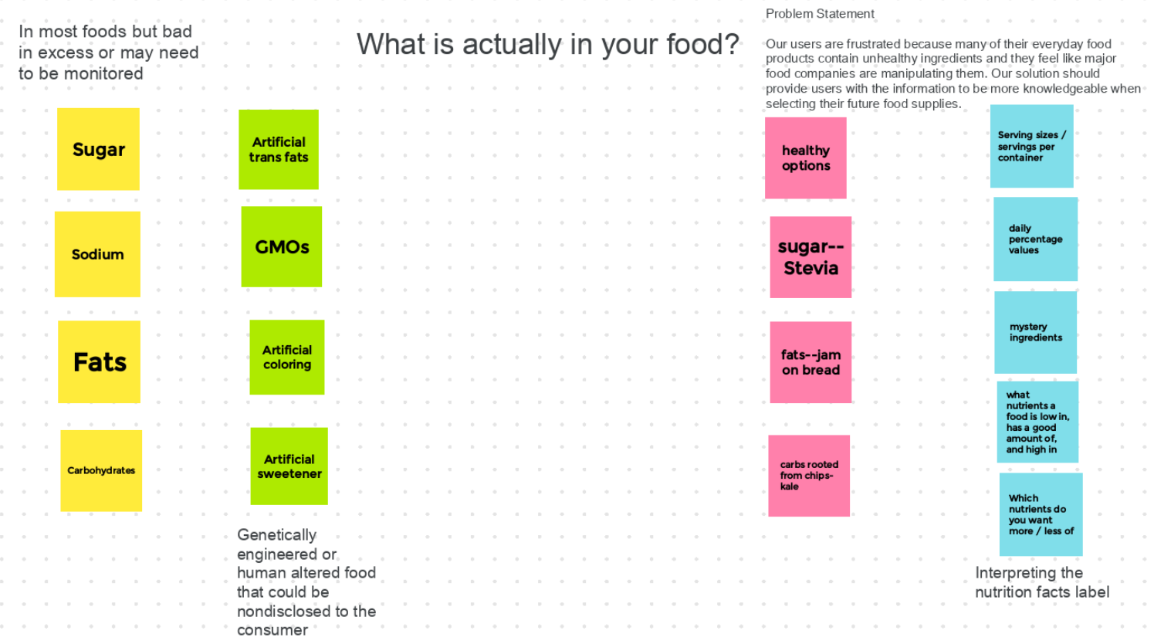 In most foods but bad
in excess or may need
to be monitored
Sugar
Sodium
Fats
Carbohydrates
Artificial
trans fats
GMOs
Artificial
coloring
Artificial
sweetener
Genetically
engineered or
human altered food
that could be
nondisclosed to the
consumer
What is actually in your food?
Problem Statement
Our users are frustrated because many of their everyday food
products contain unhealthy ingredients and they feel like major
food companies are manipulating them. Our solution should
provide users with the information to be more knowledgeable when
selecting their future food supplies.
healthy
options
sugar--
Stevia
fats--jam
on bread
carbs rooted
from chips-
kale
Serving sizes /
servings per
container
daily
percentage
values
mystery
ingredients
what
nutrients a
food is low in,
has a good
amount of,
and high in
Which
nutrients do
you want
more / less of
Interpreting the
nutrition facts label